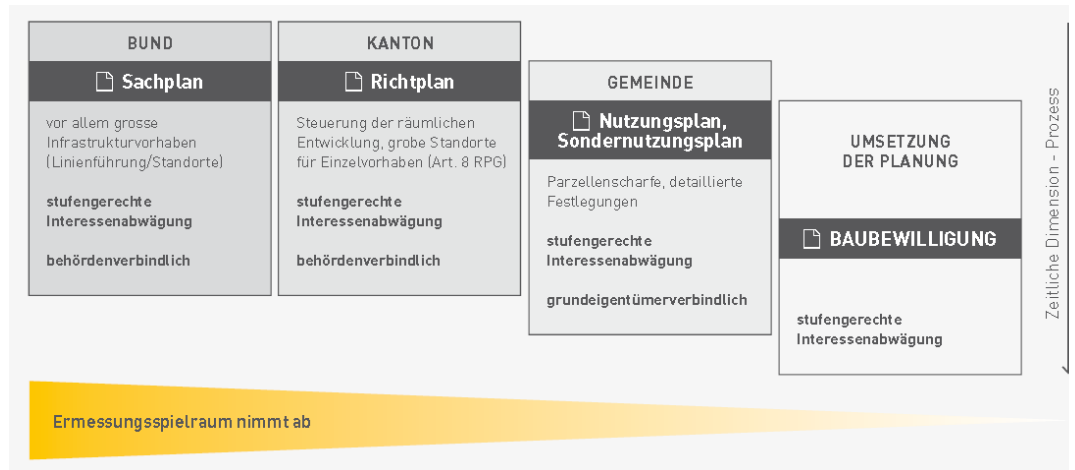 BUND
Sachplan
vor allem grosse
Infrastrukturvorhaben
(Linienführung/Standorte)
stufengerechte
Interessenabwägung
behördenverbindlich
KANTON
Richtplan
Steuerung der räumlichen
Entwicklung, grobe Standorte
für Einzelvorhaben (Art. 8 RPG)
stufengerechte
Interessenabwägung
behördenverbindlich
GEMEINDE
Nutzungsplan,
Sondernutzungsplan
Parzellenscharfe, detaillierte
Festlegungen
stufengerechte
Interessenabwägung
grundeigentümerverbindlich
UMSETZUNG
DER PLANUNG
BAUBEWILLIGUNG
stufengerechte
Interessenabwägung
Zeitliche Dimension - Prozess
Ermessungsspielraum nimmt ab